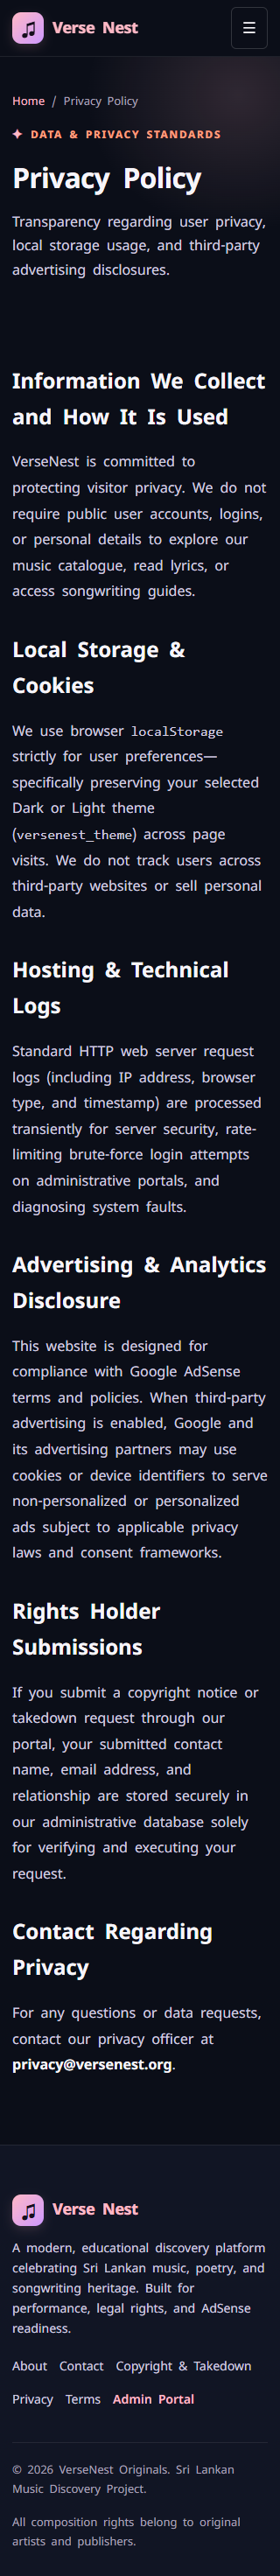 Verse Nest
Home / Privacy Policy
DATA & PRIVACY STANDARDS
Privacy Policy
Transparency regarding user privacy,
local storage usage, and third-party
advertising disclosures.
Information We Collect
and How It Is Used
VerseNest is committed to
protecting visitor privacy. We do not
require public user accounts, logins,
or personal details to explore our
music catalogue, read lyrics, or
access songwriting guides.
Local Storage &
Cookies
We use browser localStorage
strictly for user preferences—
specifically preserving your selected
Dark or Light theme
(versenest_theme) across page
visits. We do not track users across
third-party websites or sell personal
data.
Hosting & Technical
Logs
Standard HTTP web server request
logs (including IP address, browser
type, and timestamp) are processed
transiently for server security, rate-
limiting brute-force login attempts
on administrative portals, and
diagnosing system faults.
Advertising & Analytics
Disclosure
This website is designed for
compliance with Google AdSense
terms and policies. When third-party
advertising is enabled, Google and
its advertising partners may use
cookies or device identifiers to serve
non-personalized or personalized
ads subject to applicable privacy
laws and consent frameworks.
Rights Holder
Submissions
If you submit a copyright notice or
takedown request through our
portal, your submitted contact
name, email address, and
relationship are stored securely in
our administrative database solely
for verifying and executing your
request.
Contact Regarding
Privacy
For any questions or data requests,
contact our privacy officer at
privacy@versenest.org.
Verse Nest
A modern, educational discovery platform
celebrating Sri Lankan music, poetry, and
songwriting heritage. Built for
performance, legal rights, and AdSense
readiness.
About Contact Copyright & Takedown
Privacy Terms Admin Portal
© 2026 VerseNest Originals. Sri Lankan
Music Discovery Project.
All composition rights belong to original
artists and publishers.